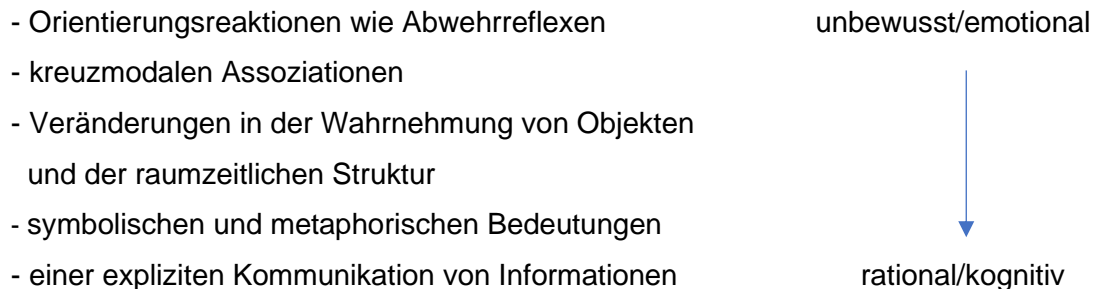 - Orientierungsreaktionen wie Abwehrreflexen unbewusst/emotional
- kreuzmodalen Assoziationen
- Veränderungen in der Wahrnehmung von Objekten
und der raumzeitlichen Struktur
- symbolischen und metaphorischen Bedeutungen
- einer expliziten Kommunikation von Informationen rational/kognitiv